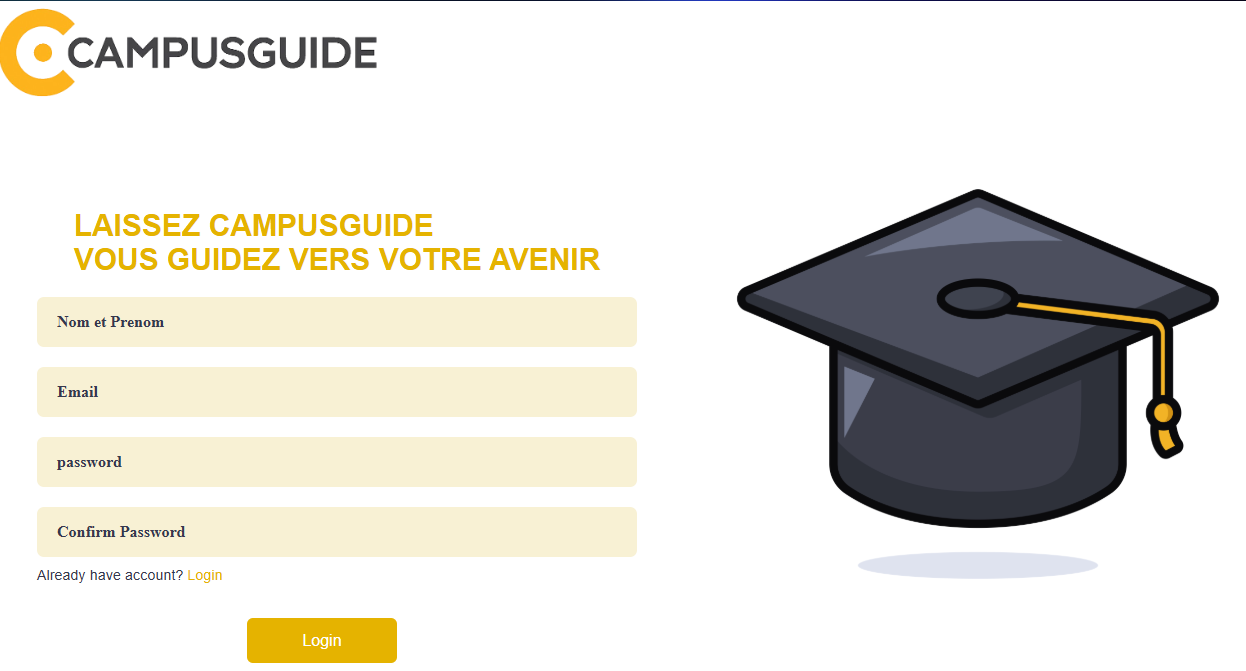 CAMPUSGUIDE
LAISSEZ CAMPUSGUIDE
VOUS GUIDEZ VERS VOTRE AVENIR
Nom et Prenom
Email
password
Confirm Password
Already have account? Login
Login